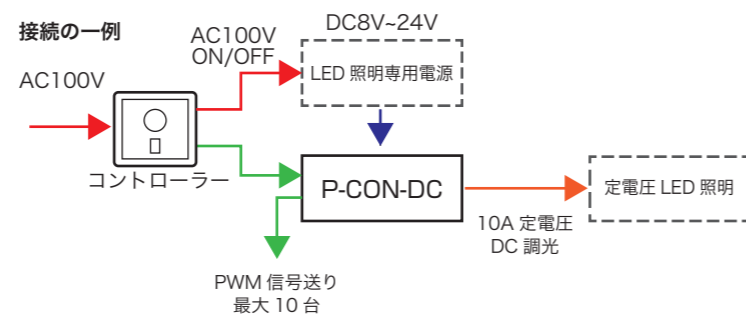 接続の一例
AC100V
AC100V
ON/OFF
DC8V~24V
LED 照明専用電源
コントローラー
P-CON-DC
定電圧 LED 照明
10A 定電圧
DC 調光
PWM 信号送り
最大 10 台